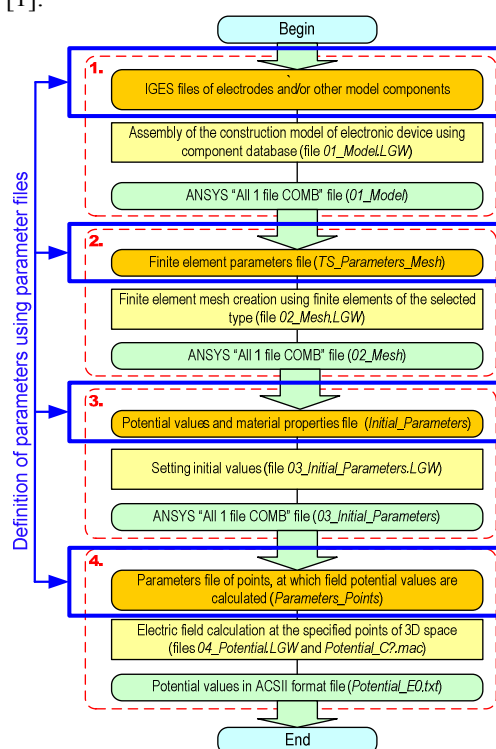 [1].
Begin
1.
IGES files of electrodes and/or other model components
Assembly of the construction model of electronic device using
component database (file 01_Model.LGW)
ANSYS “All 1 file COMB” file (01_Model)
2.
Finite element parameters file (TS_Parameters_Mesh)
Finite element mesh creation using finite elements of the selected
type (file 02_Mesh.LGW)
ANSYS “All 1 file COMB” file (02_Mesh)
3.
Potential values and material properties file (Initial_Parameters)
Setting initial values (file 03_Initial_Parameters.LGW)
ANSYS “All 1 file COMB” file (03_Initial_Parameters)
4.
Parameters file of points, at which field potential values are
calculated (Parameters_Points)
Electric field calculation at the specified points of 3D space
(files 04_Potential.LGW and Potential_C?.mac)
Potential values in ACSII format file (Potential_E0.txt)
End
Definition of parameters using parameter files